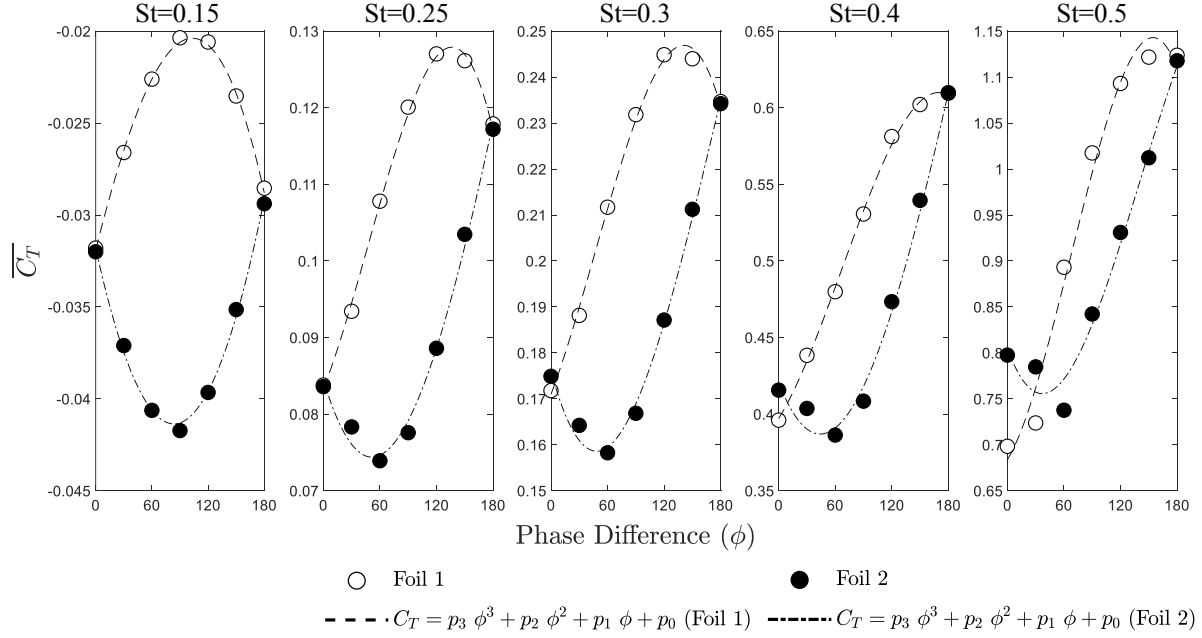 St=0.15 St=0.25 St=0.3 St=0.4 St=0.5
-0.02 0.13 0.25 0.65 1.15
-0.025 0.12 0.24 0.6 1.1
-0.03 0.11 0.23 0.55 1.05
-0.035 0.1 0.22 0.5 1
-0.04 0.09 0.21 0.45 0.95
-0.045 0.08 0.2 0.4 0.9
0.07 0.19 0.35 0.85
0.18 0.8
0.17 0.75
0.16 0.7
0.15 0.65
C_T
0 60 120 180 0 60 120 180 0 60 120 180 0 60 120 180 0 60 120 180
Phase Difference (ϕ)
Foil 1 Foil 2
C_T = p_3 ϕ^3 + p_2 ϕ^2 + p_1 ϕ + p_0 (Foil 1) C_T = p_3 ϕ^3 + p_2 ϕ^2 + p_1 ϕ + p_0 (Foil 2)